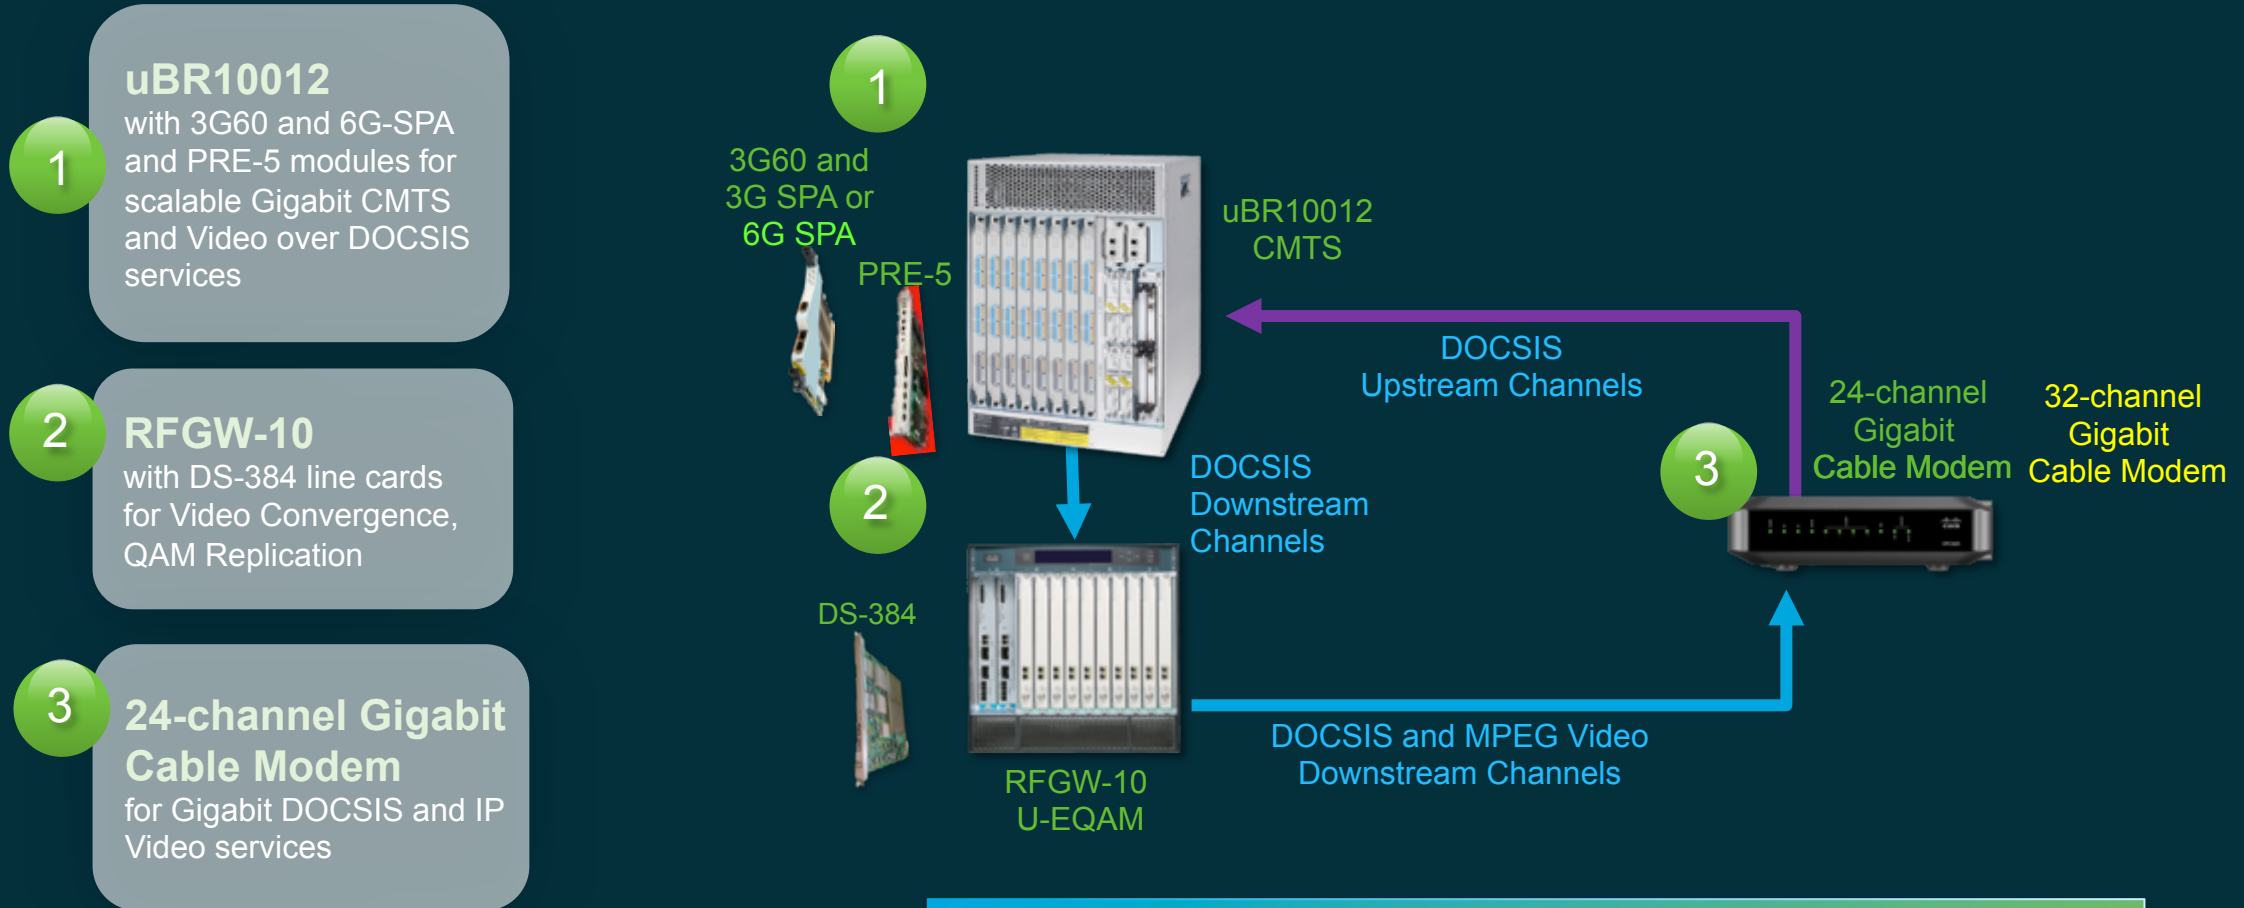 1
uBR10012
with 3G60 and 6G-SPA
and PRE-5 modules for
scalable Gigabit CMTS
and Video over DOCSIS
services
2
RFGW-10
with DS-384 line cards
for Video Convergence,
QAM Replication
3
24-channel Gigabit
Cable Modem
for Gigabit DOCSIS and IP
Video services
1
3G60 and
3G SPA or
6G SPA
PRE-5
uBR10012
CMTS
DOCSIS
Upstream Channels
24-channel
Gigabit
Cable Modem
32-channel
Gigabit
Cable Modem
3
2
DOCSIS
Downstream
Channels
DS-384
RFGW-10
U-EQAM
DOCSIS and MPEG Video
Downstream Channels